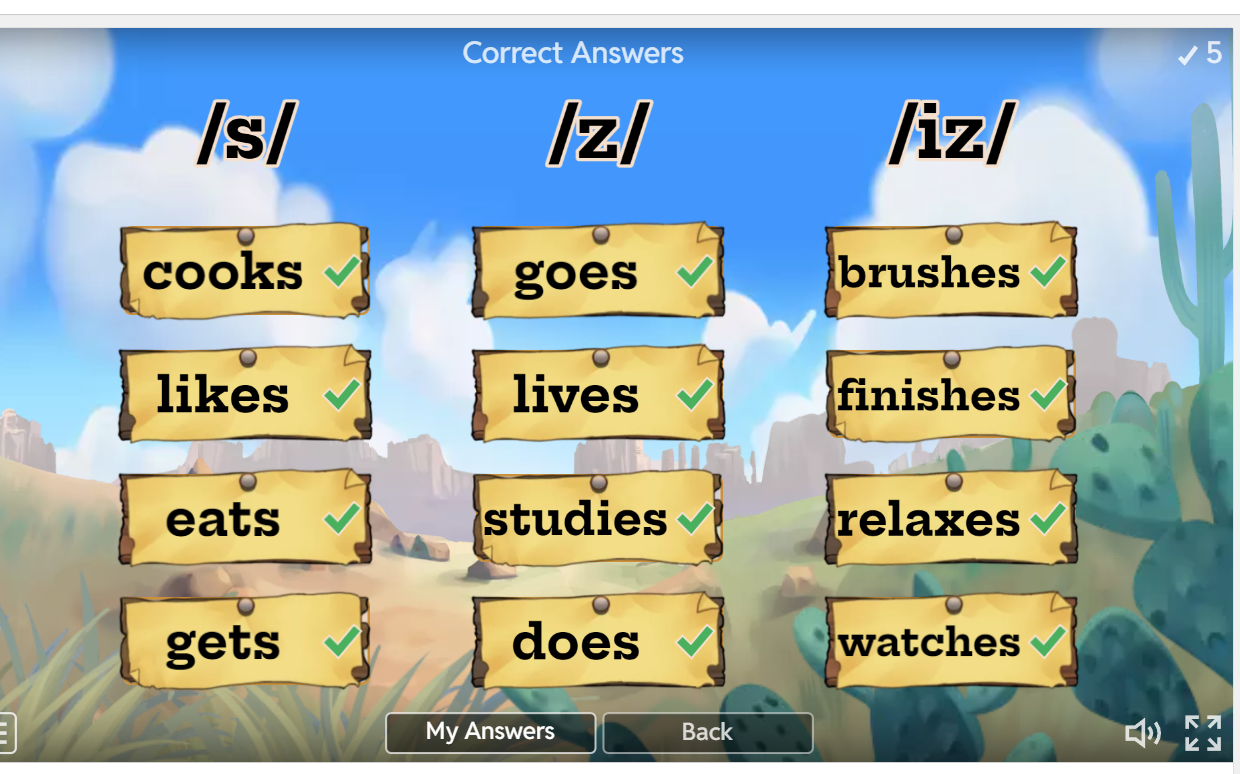 Correct Answers
5
/s/ /z/ /iz/
cooks goes brushes
likes lives finishes
eats studies relaxes
gets does watches
My Answers Back